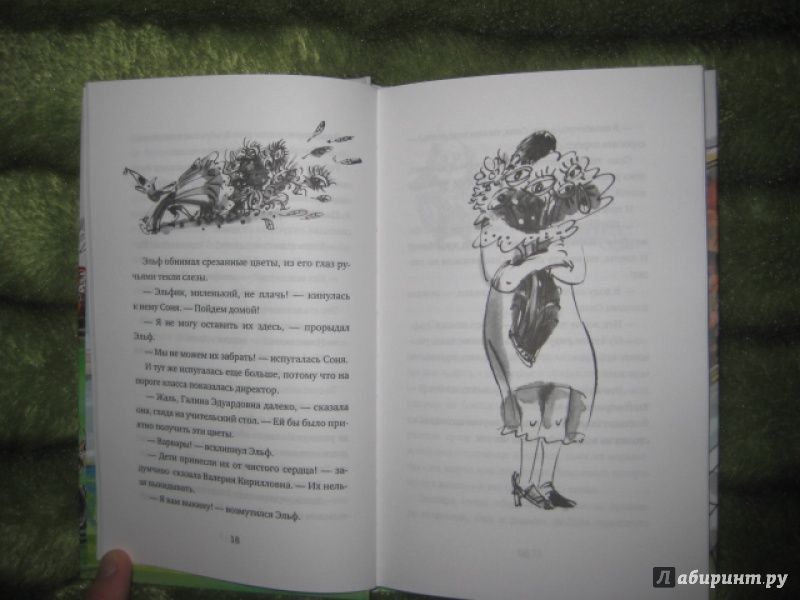 Эльф обнимал срезанные цветы, из его глаз ру-
чьями текли слезы.
— Эльфик, миленький, не плачь! — кинулась
к нему Соня. — Пойдем домой!
— Я не могу оставить их здесь, — прорыдал
Эльф.
— Мы не можем их забрать! — испугалась Соня.
И тут же испугалась еще больше, потому что на
пороге класса показалась директор.
— Жаль, Галина Эдуардовна далеко, — сказала
она, глядя на учительский стол. — Ей бы было при-
ятно получить эти цветы.
— Варвары! — всхлипнул Эльф.
— Дети принесли их от чистого сердца! — за-
думчиво сказала Валерия Кирилловна. — Их нель-
зя выкидывать.
— Я вам выкину! — возмутился Эльф.
18
Лабиринт.ру